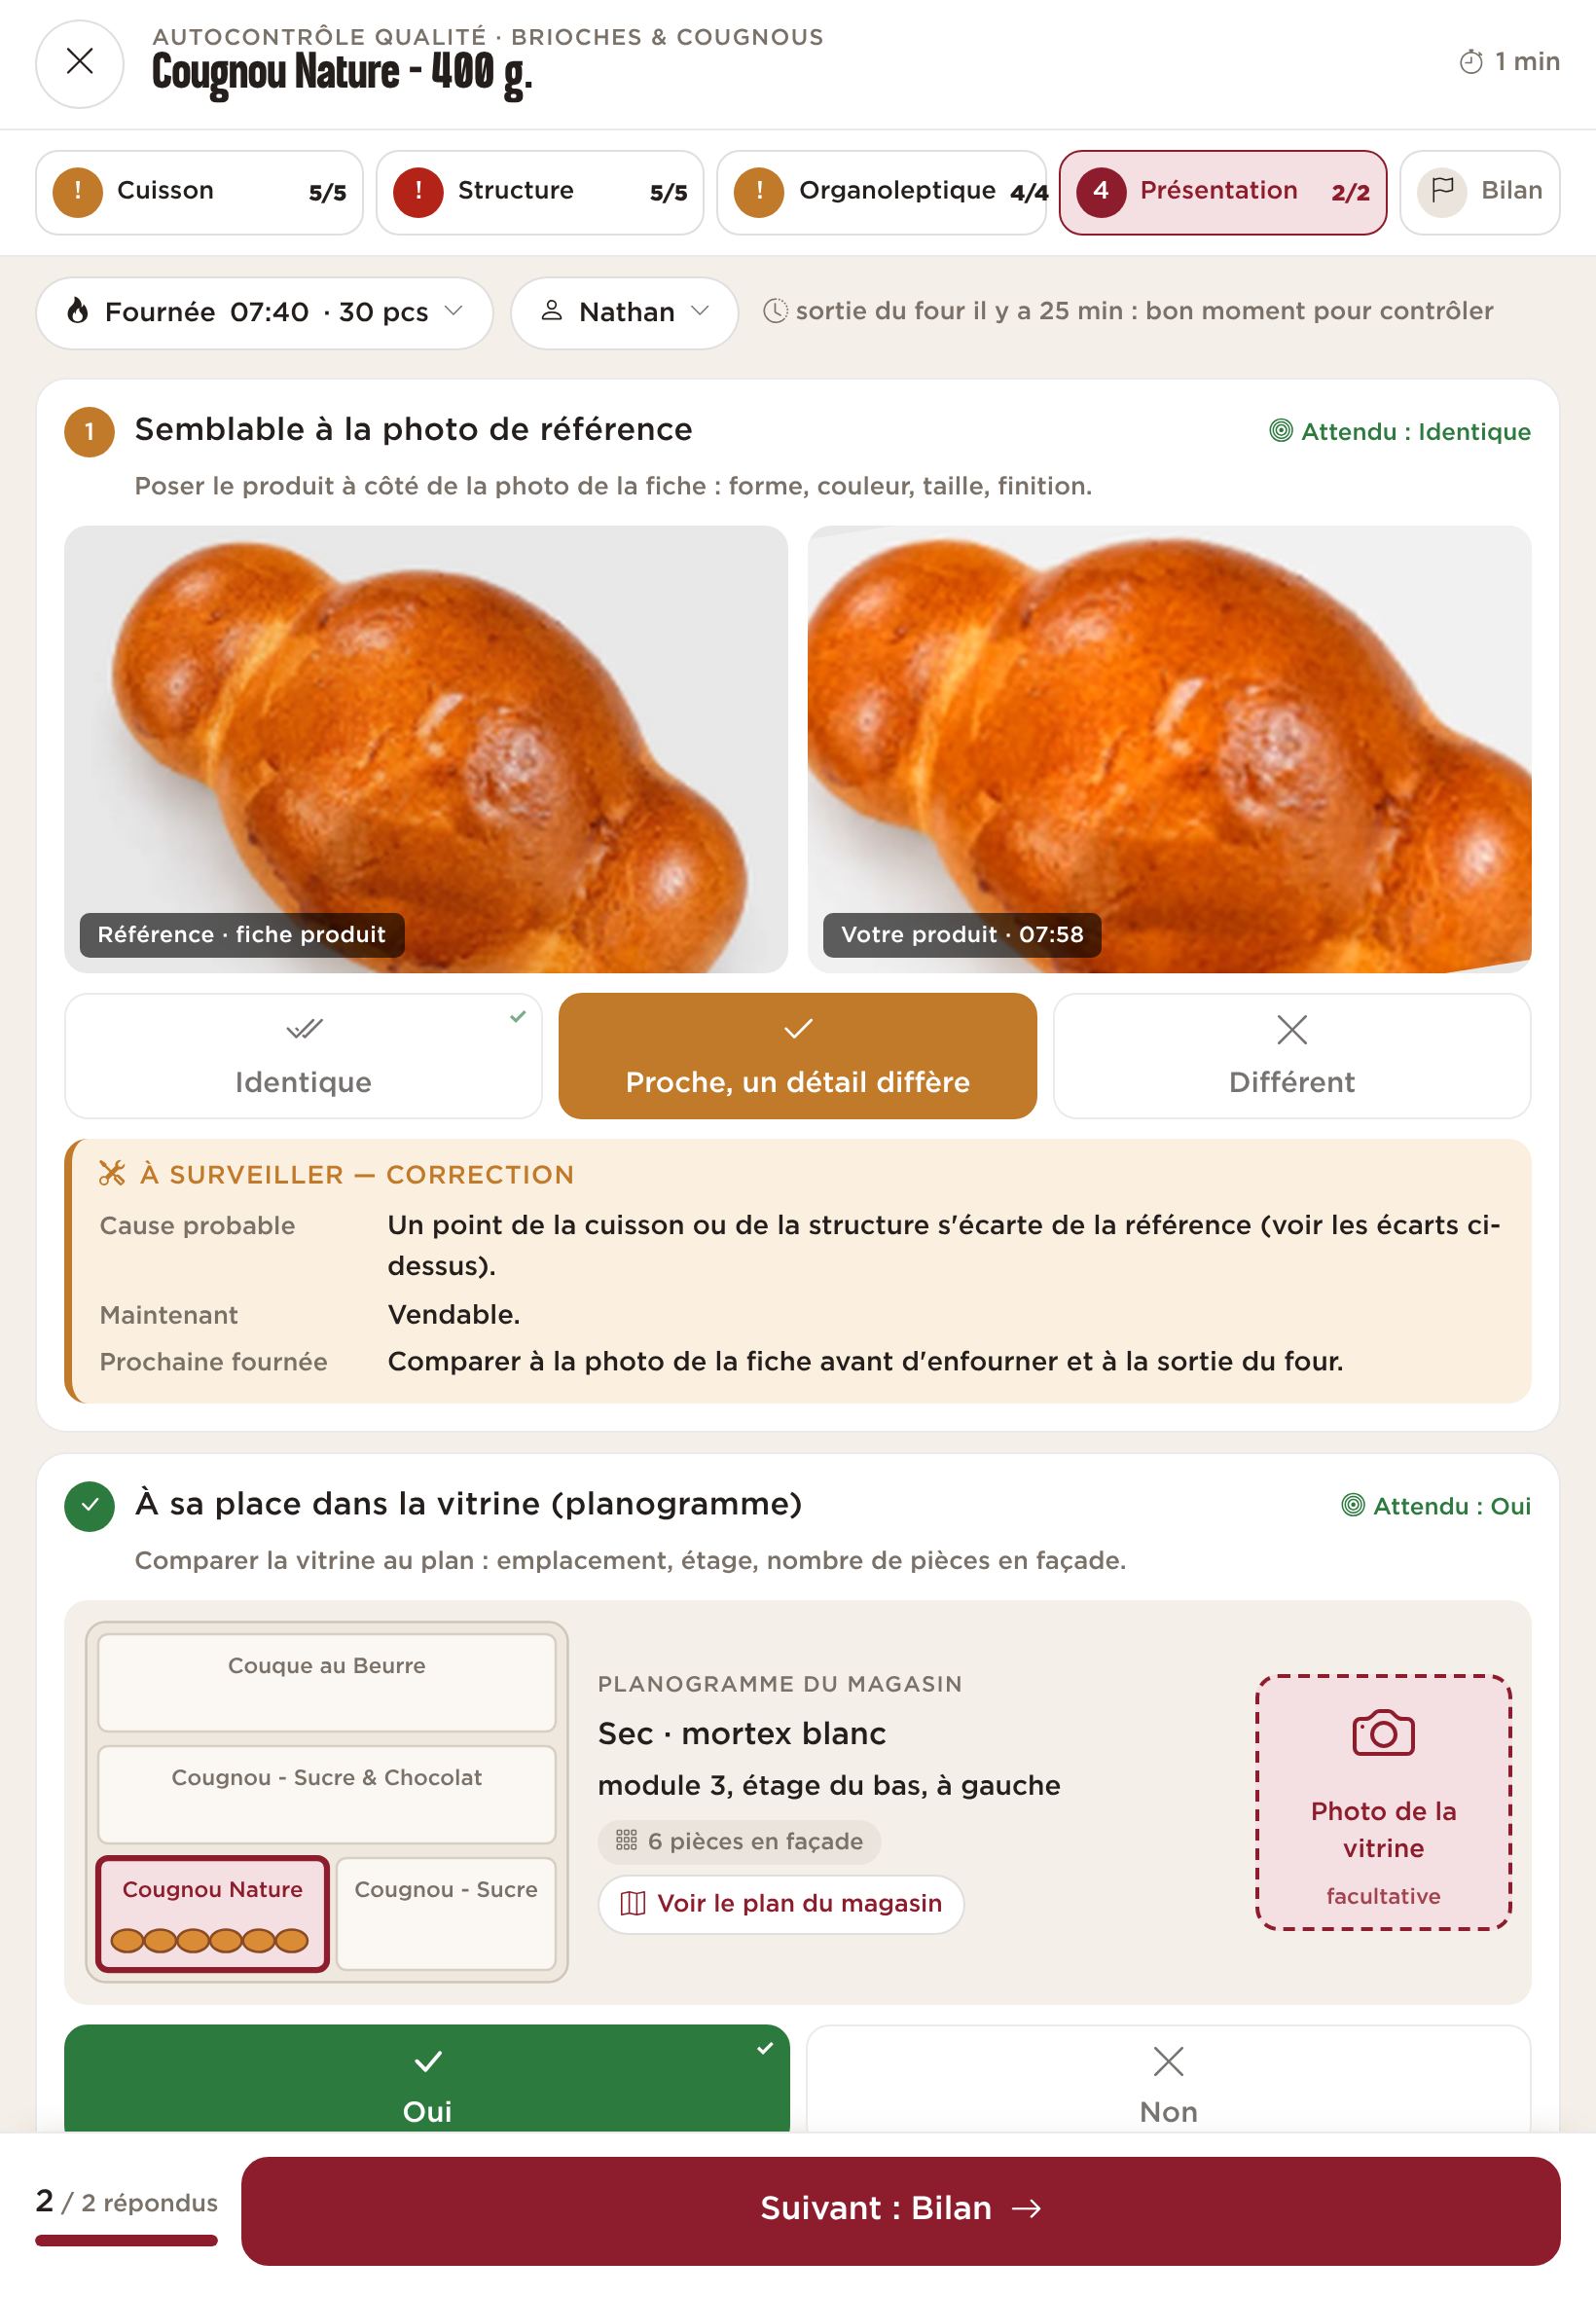 AUTOCONTRÔLE QUALITÉ · BRIOCHES & COUGNOUS
Cougnou Nature - 400 g.
1 min
! Cuisson 5/5
! Structure 5/5
! Organoleptique 4/4
4 Présentation 2/2
Bilan
Fournée 07:40 · 30 pcs
Nathan
sortie du four il y a 25 min : bon moment pour contrôler
1 Semblable à la photo de référence
Attendu : Identique
Poser le produit à côté de la photo de la fiche : forme, couleur, taille, finition.
Référence · fiche produit
Votre produit · 07:58
Identique
Proche, un détail diffère
Différent
À SURVEILLER — CORRECTION
Cause probable
Un point de la cuisson ou de la structure s'écarte de la référence (voir les écarts ci-
dessus).
Maintenant
Vendable.
Prochaine fournée
Comparer à la photo de la fiche avant d'enfourner et à la sortie du four.
À sa place dans la vitrine (planogramme)
Attendu : Oui
Comparer la vitrine au plan : emplacement, étage, nombre de pièces en façade.
Couque au Beurre
Cougnou - Sucre & Chocolat
Cougnou Nature
Cougnou - Sucre
PLANOGRAMME DU MAGASIN
Sec · mortex blanc
module 3, étage du bas, à gauche
6 pièces en façade
Voir le plan du magasin
Photo de la
vitrine
facultative
Oui
Non
2 / 2 répondus
Suivant : Bilan →